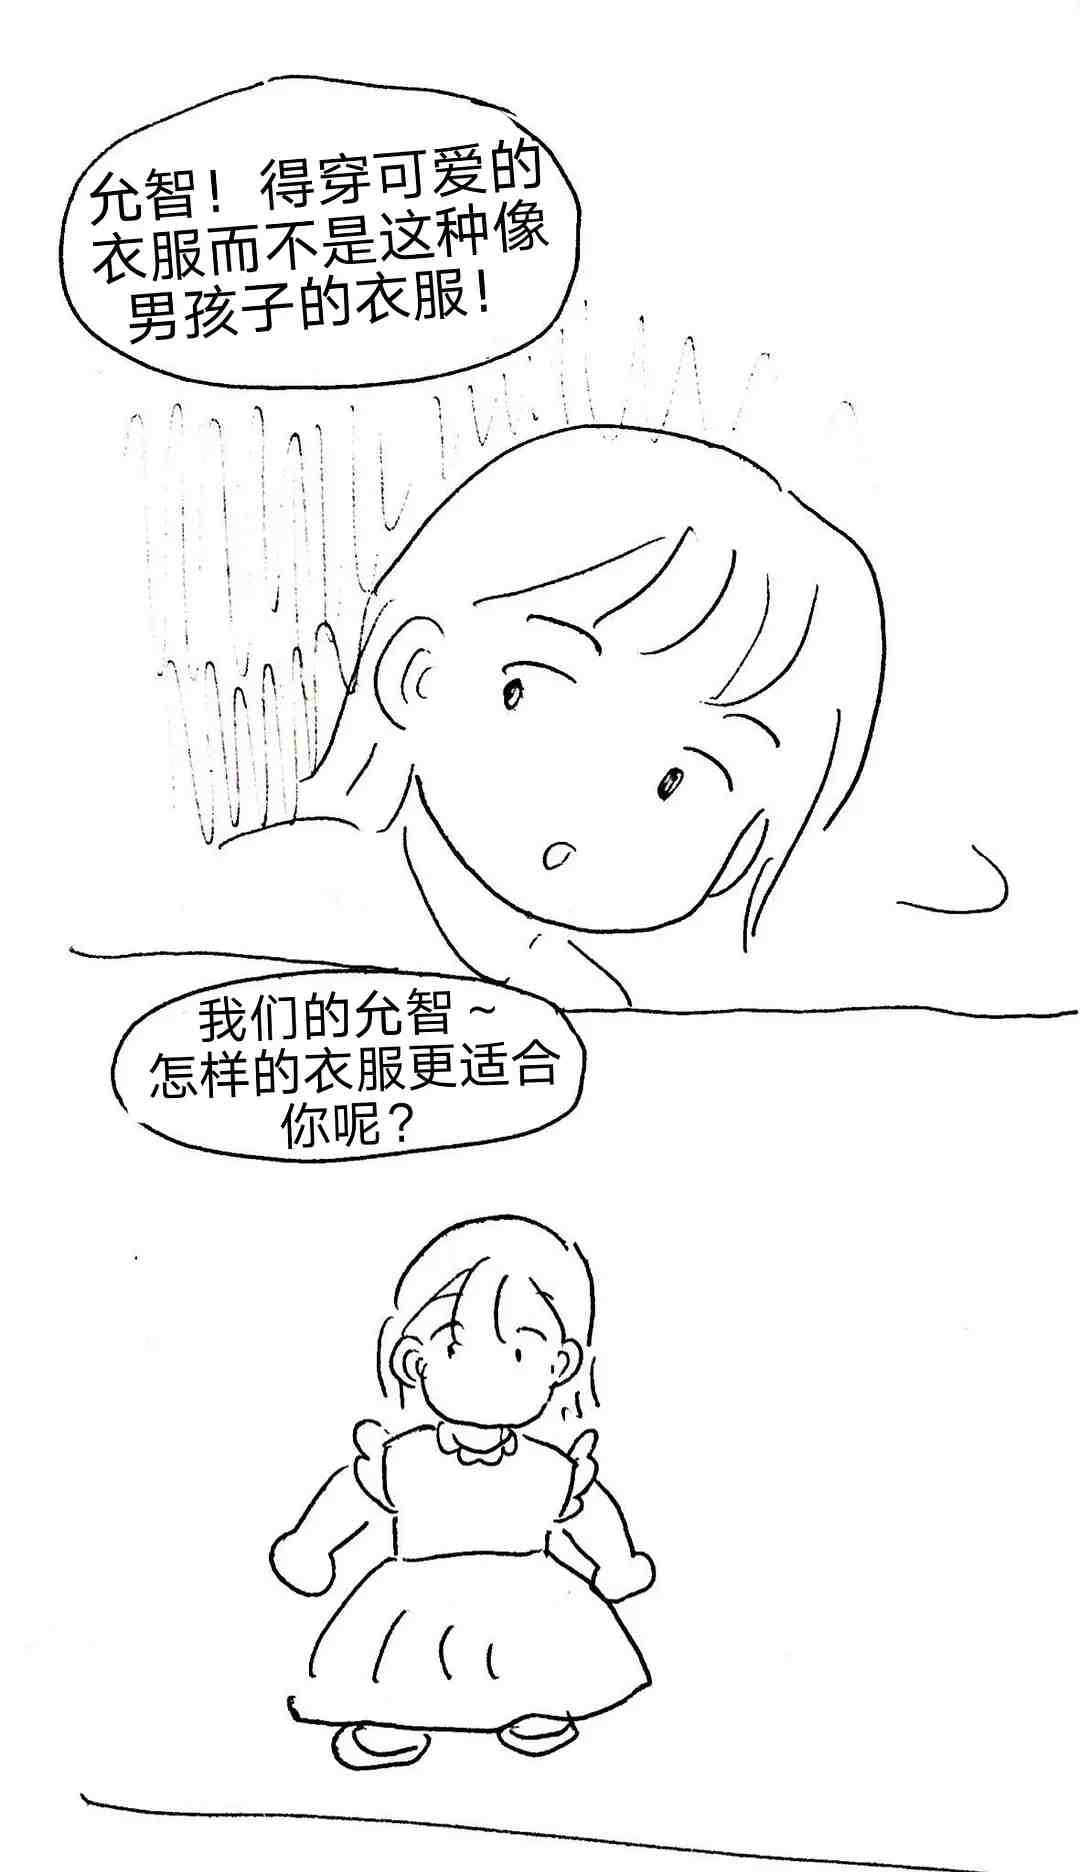 允智！得穿可爱的
衣服而不是这种像
男孩子的衣服！
我们的允智～
怎样的衣服更适合
你呢？